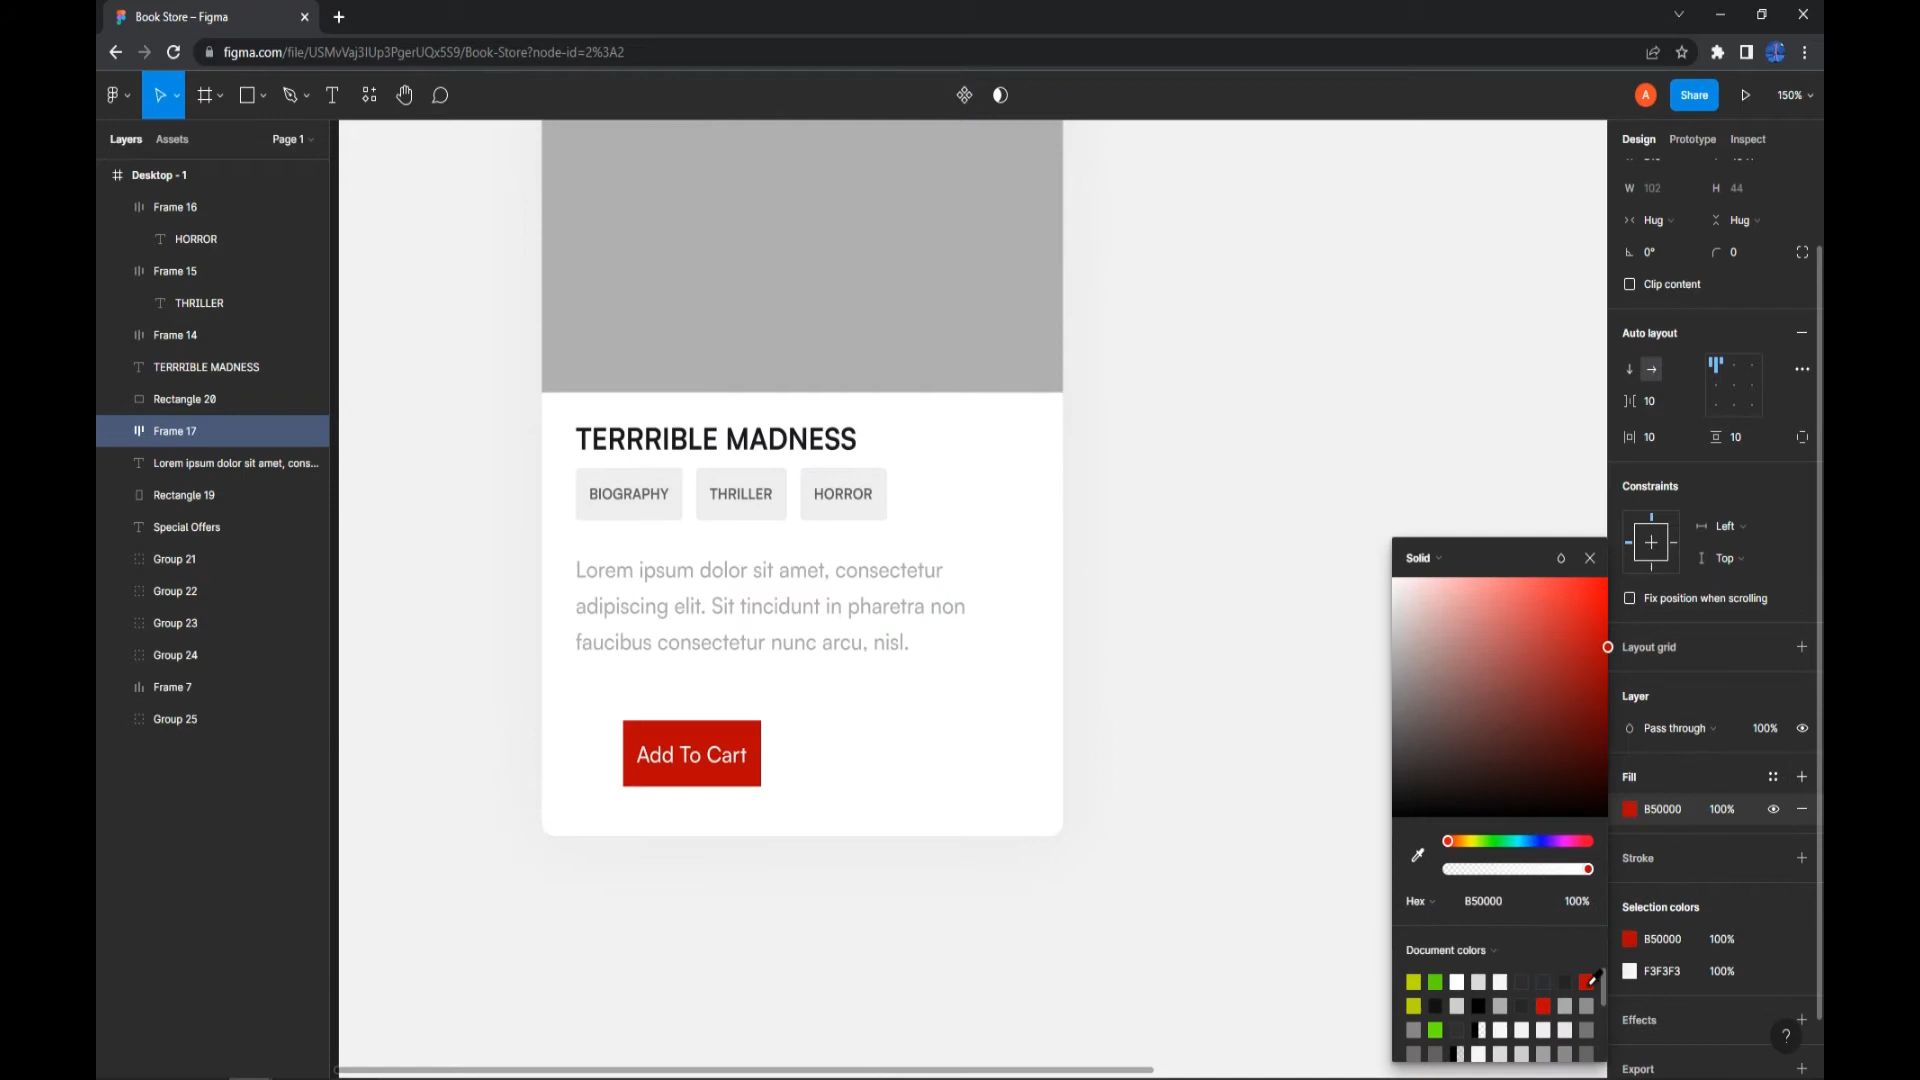 Book Store – Figma
figma.com/file/USMvVaj3IUp3PgerUQx5S9/Book-Store?node-id=2%3A2
A
Share
150%
Layers
Assets
Page 1
Design
Prototype
Inspect
Desktop - 1
Frame 16
HORROR
Frame 15
THRILLER
Frame 14
TERRRIBLE MADNESS
Rectangle 20
Frame 17
Lorem ipsum dolor sit amet, cons...
Rectangle 19
Special Offers
Group 21
Group 22
Group 23
Group 24
Frame 7
Group 25
TERRRIBLE MADNESS
BIOGRAPHY
THRILLER
HORROR
Lorem ipsum dolor sit amet, consectetur
adipiscing elit. Sit tincidunt in pharetra non
faucibus consectetur nunc arcu, nisl.
Add To Cart
Solid
Hex
B50000
100%
Document colors
W 102
H 44
Hug
Hug
0°
0
Clip content
Auto layout
10
10
10
Constraints
Left
Top
Fix position when scrolling
Layout grid
Layer
Pass through
100%
Fill
B50000
100%
Stroke
Selection colors
B50000
100%
F3F3F3
100%
Effects
?
Export